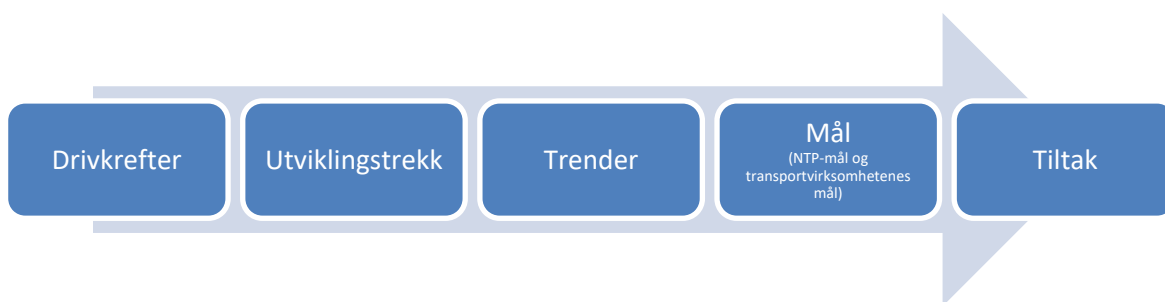 Drivkrefter
Utviklingstrekk
Trender
Mål
(NTP-mål og
transportvirksomhetenes
mål)
Tiltak